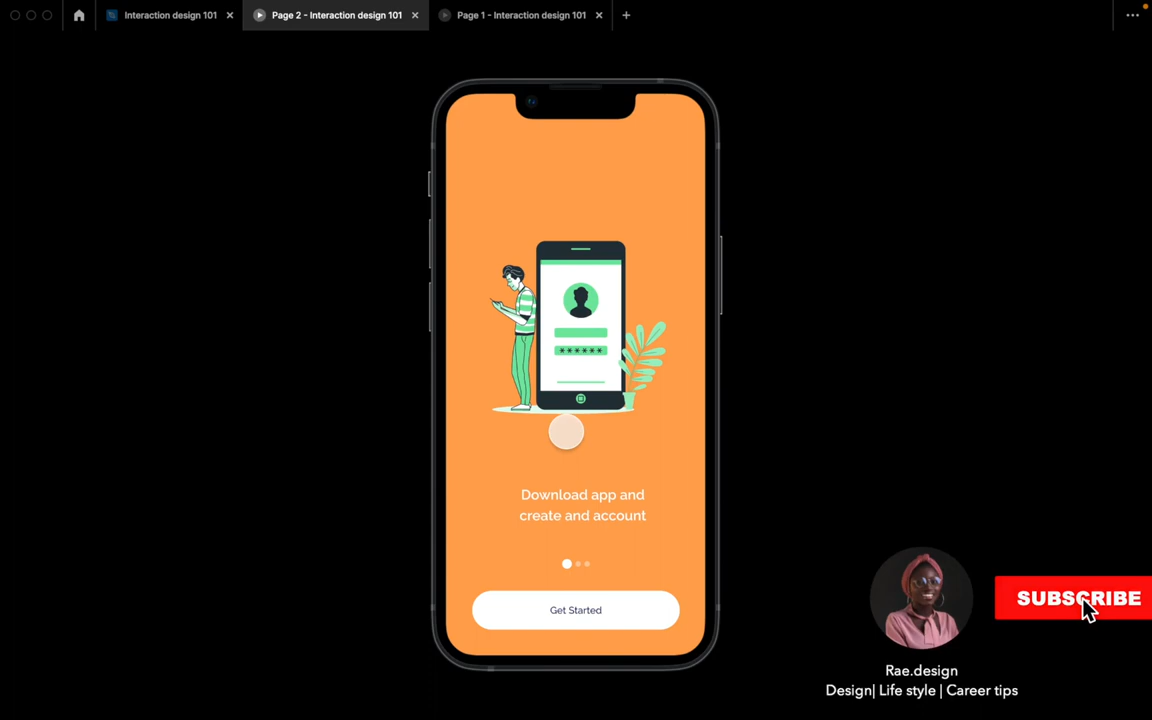 Interaction design 101
Page 2 - Interaction design 101
Page 1 - Interaction design 101
******
Download app and
create and account
Get Started
SUBSCRIBE
Rae.design
Design| Life style | Career tips